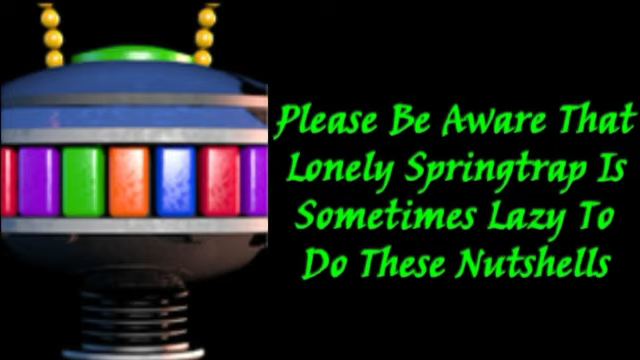 Please Be Aware That
Lonely Springtrap Is
Sometimes Lazy To
Do These Nutshells